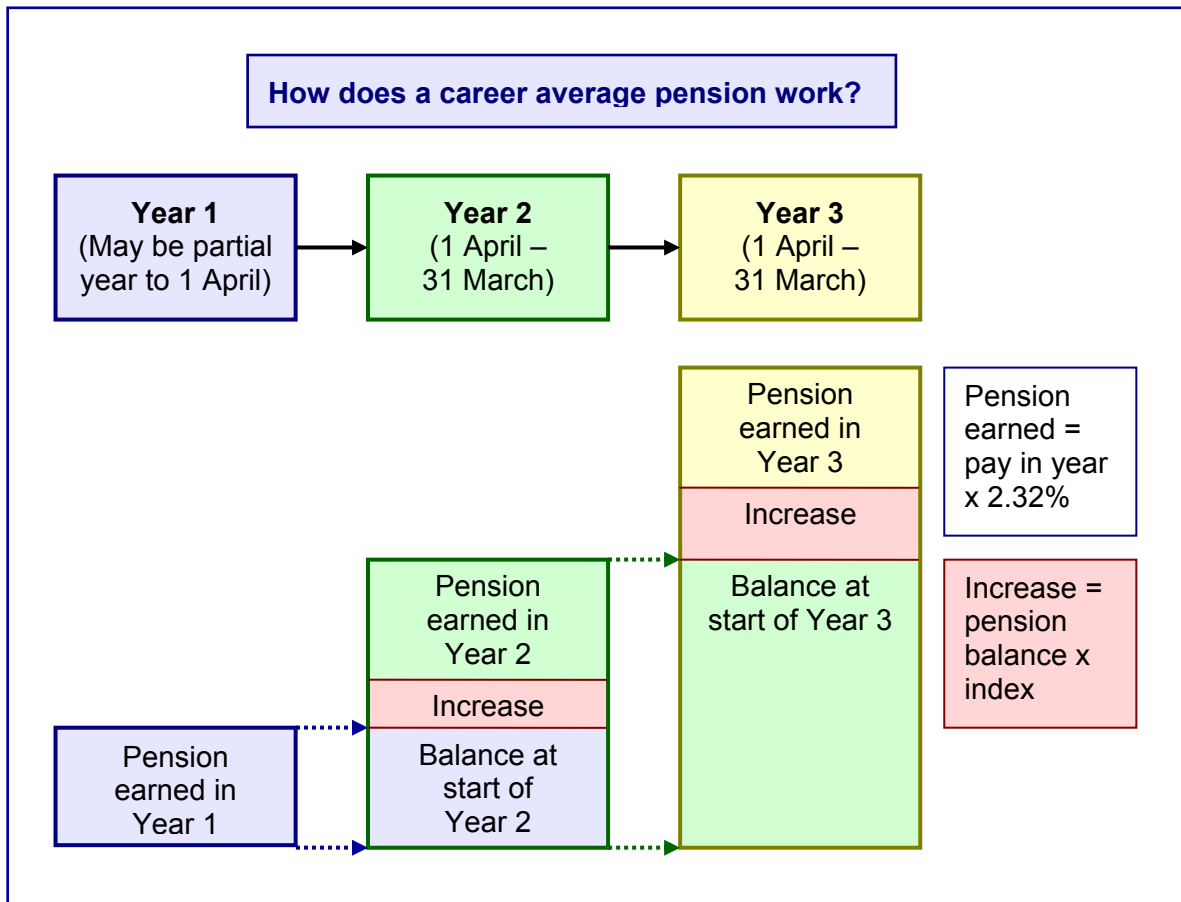 How does a career average pension work?
Year 1
(May be partial
year to 1 April)
Year 2
(1 April –
31 March)
Year 3
(1 April –
31 March)
Pension
earned in
Year 3
Increase
Balance at
start of Year 3
Pension
earned =
pay in year
x 2.32%
Increase =
pension
balance x
index
Pension
earned in
Year 2
Increase
Balance at
start of
Year 2
Pension
earned in
Year 1